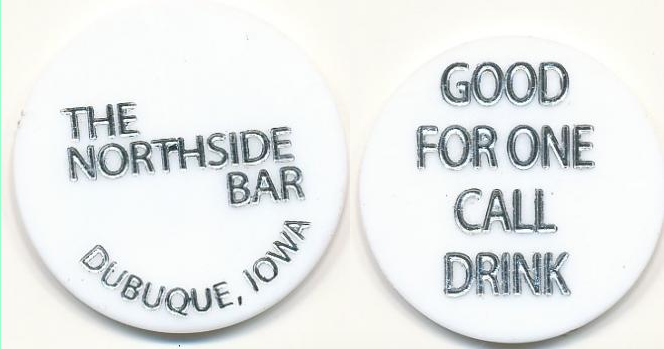 THE
NORTHSIDE
BAR
DUBUQUE, IOWA
GOOD
FOR ONE
CALL
DRINK